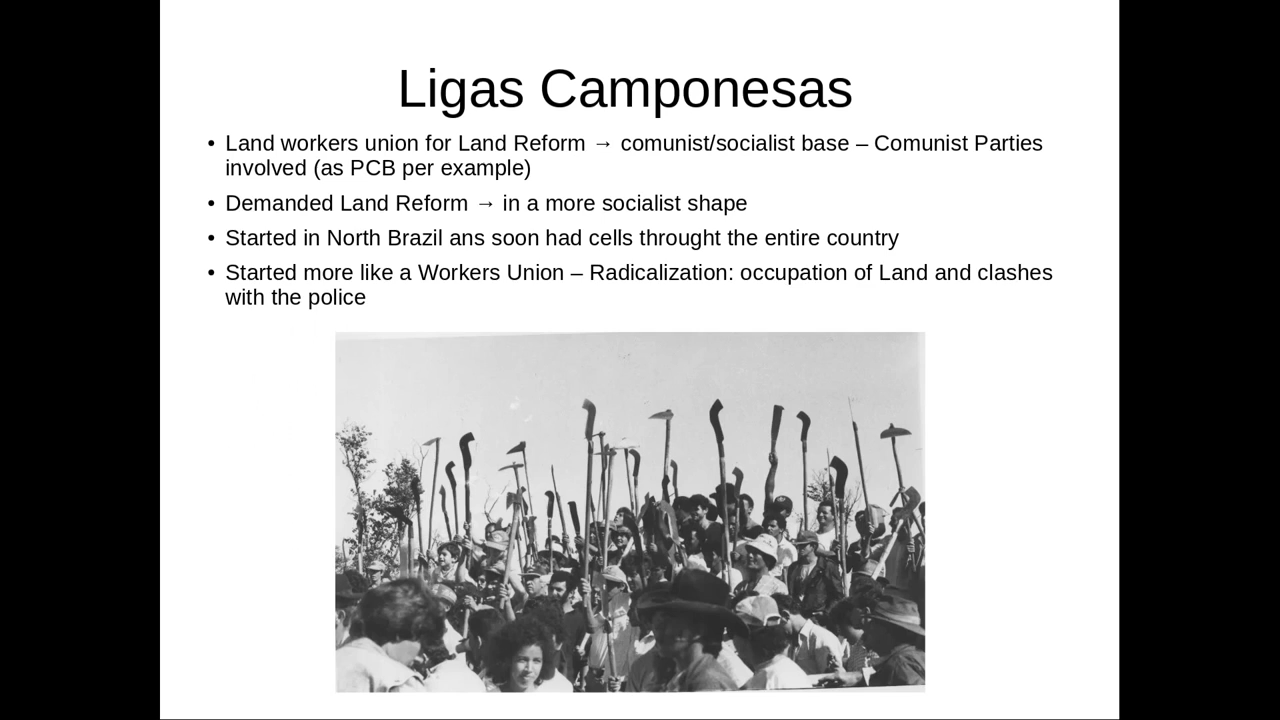 Ligas Camponesas
• Land workers union for Land Reform → comunist/socialist base – Comunist Parties
involved (as PCB per example)
• Demanded Land Reform → in a more socialist shape
• Started in North Brazil ans soon had cells throught the entire country
• Started more like a Workers Union – Radicalization: occupation of Land and clashes
with the police